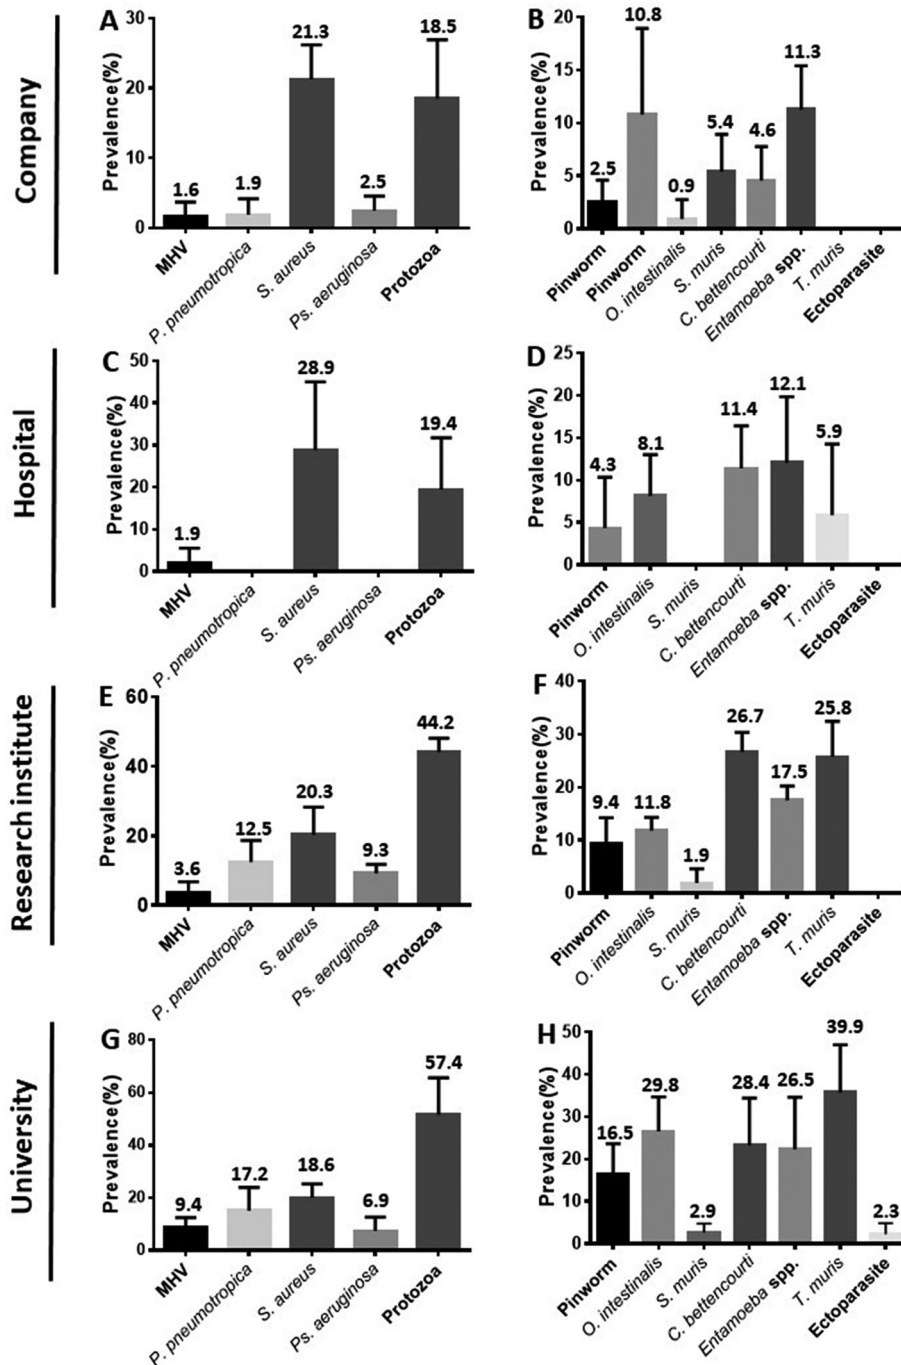 Company
A
Prevalence(%)
30
20
10
0
1.6
1.9
21.3
2.5
18.5
MHV
P. pneumotropica
S. aureus
Ps. aeruginosa
Protozoa
B
Prevalence(%)
20
15
10
5
0
2.5
10.8
0.9
5.4
4.6
11.3
Pinworm
Pinworm
O. intestinalis
S. muris
C. bettencourti
Entamoeba spp.
T. muris
Ectoparasite
Hospital
C
Prevalence(%)
50
40
30
20
10
0
1.9
28.9
19.4
MHV
P. pneumotropica
S. aureus
Ps. aeruginosa
Protozoa
D
Prevalence(%)
25
20
15
10
5
0
4.3
8.1
11.4
12.1
5.9
Pinworm
O. intestinalis
S. muris
C. bettencourti
Entamoeba spp.
T. muris
Ectoparasite
Research institute
E
Prevalence(%)
60
40
20
0
3.6
12.5
20.3
9.3
44.2
MHV
P. pneumotropica
S. aureus
Ps. aeruginosa
Protozoa
F
Prevalence(%)
40
30
20
10
0
9.4
11.8
1.9
26.7
17.5
25.8
Pinworm
O. intestinalis
S. muris
C. bettencourti
Entamoeba spp.
T. muris
Ectoparasite
University
G
Prevalence(%)
80
60
40
20
0
9.4
17.2
18.6
6.9
57.4
MHV
P. pneumotropica
S. aureus
Ps. aeruginosa
Protozoa
H
Prevalence(%)
50
40
30
20
10
0
16.5
29.8
2.9
28.4
26.5
39.9
2.3
Pinworm
O. intestinalis
S. muris
C. bettencourti
Entamoeba spp.
T. muris
Ectoparasite